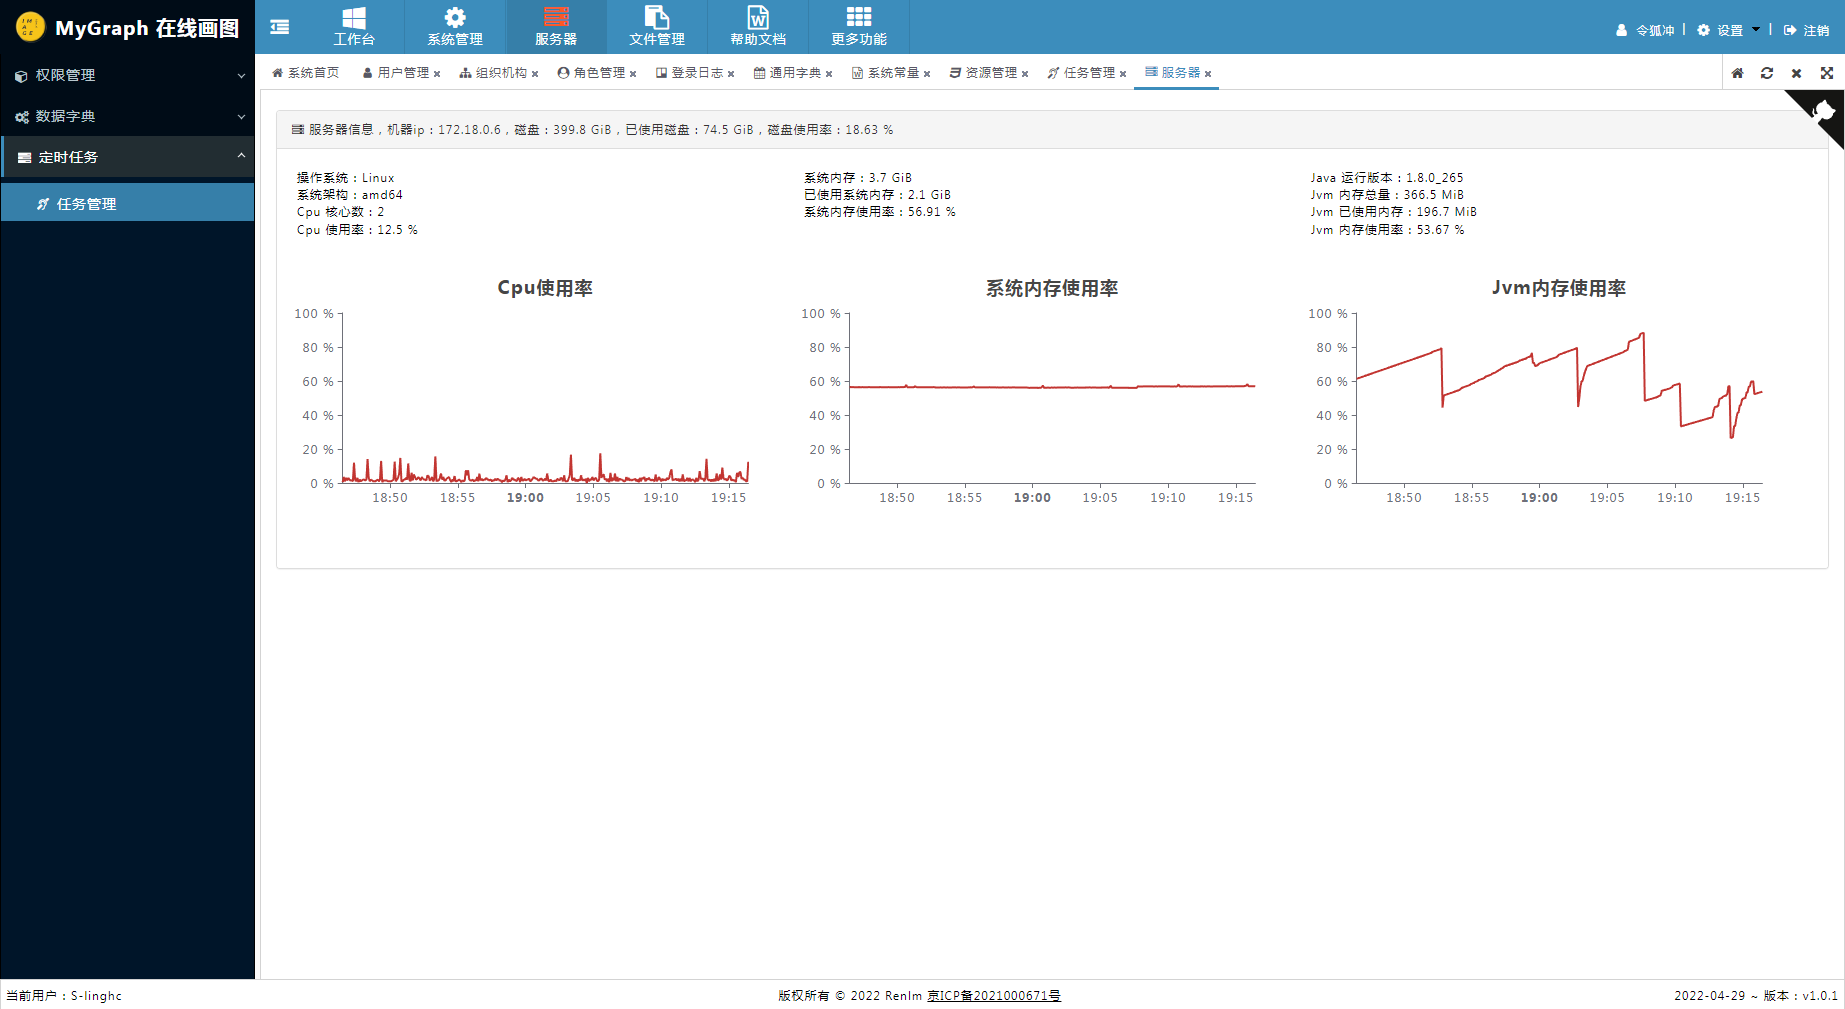 MyGraph 在线画图
工作台
系统管理
服务器
文件管理
帮助文档
更多功能
令狐冲 | 设置 | 注销
权限管理
数据字典
定时任务
任务管理
系统首页 用户管理 组织机构 角色管理 登录日志 通用字典 系统常量 资源管理 任务管理 服务器
服务器信息，机器ip：172.18.0.6，磁盘：399.8 GiB，已使用磁盘：74.5 GiB，磁盘使用率：18.63 %
操作系统：Linux
系统架构：amd64
Cpu 核心数：2
Cpu 使用率：12.5 %
系统内存：3.7 GiB
已使用系统内存：2.1 GiB
系统内存使用率：56.91 %
Java 运行版本：1.8.0_265
Jvm 内存总量：366.5 MiB
Jvm 已使用内存：196.7 MiB
Jvm 内存使用率：53.67 %
Cpu使用率
100 %
80 %
60 %
40 %
20 %
0 %
18:50 18:55 19:00 19:05 19:10 19:15
系统内存使用率
100 %
80 %
60 %
40 %
20 %
0 %
18:50 18:55 19:00 19:05 19:10 19:15
Jvm内存使用率
100 %
80 %
60 %
40 %
20 %
0 %
18:50 18:55 19:00 19:05 19:10 19:15
当前用户：S-linghc
版权所有 © 2022 Renlm 京ICP备2021000671号
2022-04-29 ~ 版本：v1.0.1